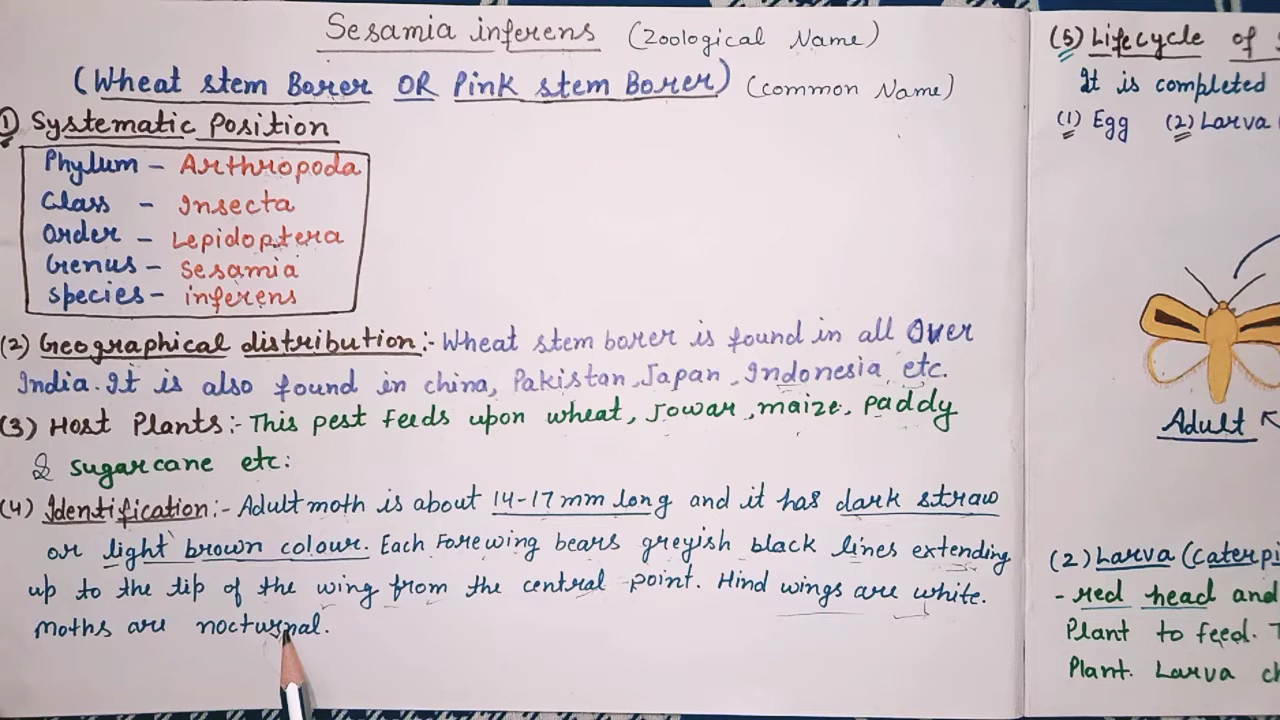 Sesamia inferens (Zoological Name)
(Wheat stem Borer OR Pink stem Borer) (common Name)
(1) Systematic Position
Phylum - Arthropoda
Class - Insecta
Order - Lepidoptera
Genus - Sesamia
Species - inferens
(2) Geographical distribution:- Wheat stem borer is found in all over
India. It is also found in china, Pakistan, Japan, Indonesia etc.
(3) Host Plants:- This pest feeds upon wheat, Jowar, maize, paddy
& sugarcane etc.
(4) Identification:- Adult moth is about 14-17mm long and it has dark straw
or light brown colour. Each Forewing bears greyish black lines extending
up to the tip of the wing from the central point. Hind wings are white.
Moths are nocturnal.
(5) Lifecycle of
It is completed
(1) Egg (2) Larva
Adult
(2) Larva (Caterpi
- red head and
Plant to feed.
Plant. Larva